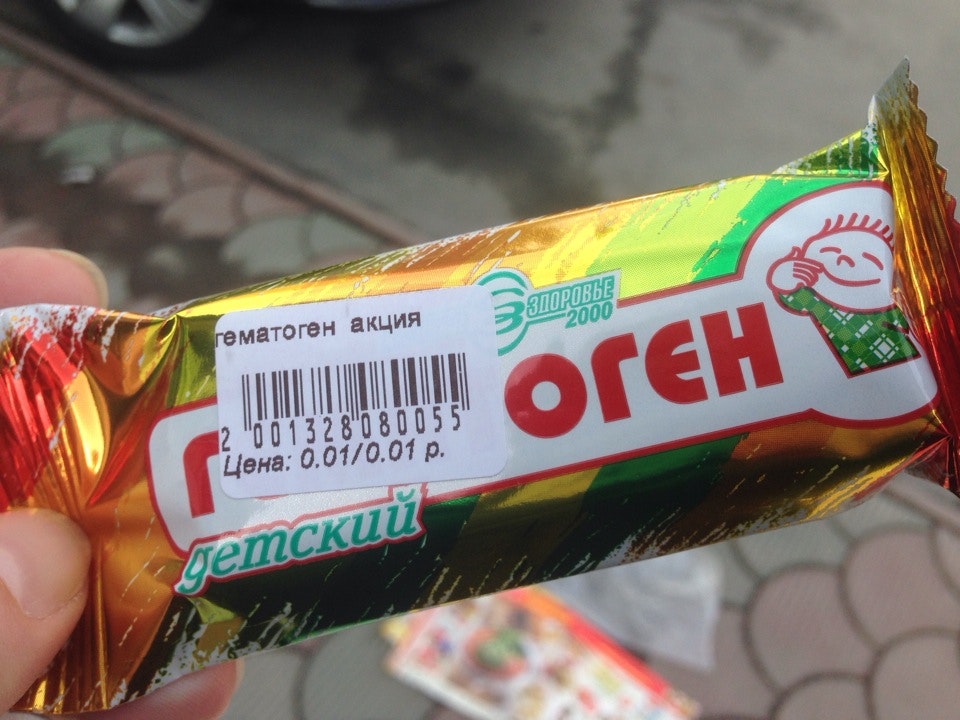 гематоген акция
2 001328 080055
Цена: 0.01/0.01 р.
ЗДОРОВЬЕ
2000
Г
ОГЕН
детский